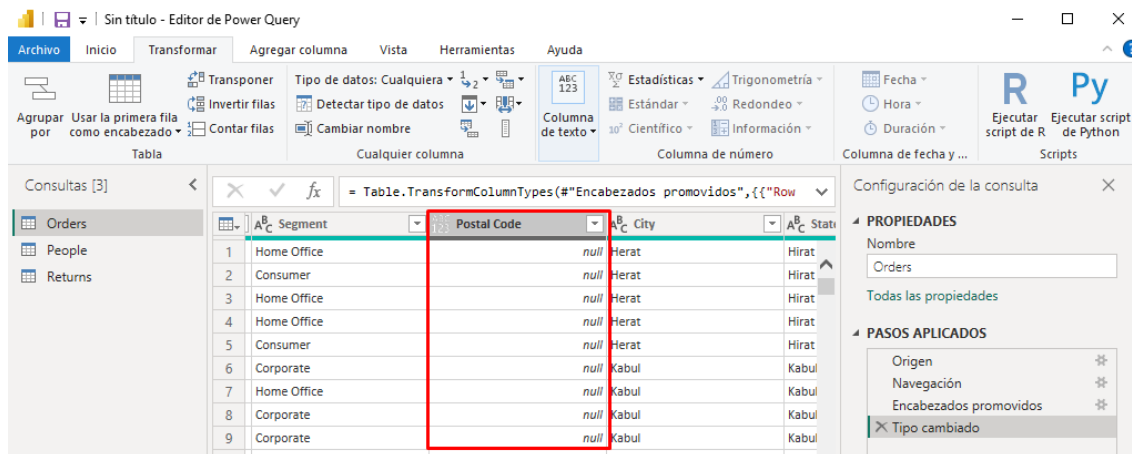 Sin título - Editor de Power Query
Archivo Inicio Transformar Agregar columna Vista Herramientas Ayuda
Agrupar por
Usar la primera fila como encabezado
Transponer
Invertir filas
Contar filas
Tabla
Tipo de datos: Cualquiera
Detectar tipo de datos
Cambiar nombre
Cualquier columna
ABC
123
Columna de texto
Estadísticas
Estándar
Científico
Trigonometría
Redondeo
Información
Columna de número
Fecha
Hora
Duración
Columna de fecha y ...
R
Ejecutar script de R
Py
Ejecutar script de Python
Scripts
Consultas [3]
Orders
People
Returns
fx = Table.TransformColumnTypes(#"Encabezados promovidos",{{"Row
Segment Postal Code City State
1 Home Office null Herat Hirat
2 Consumer null Herat Hirat
3 Home Office null Herat Hirat
4 Home Office null Herat Hirat
5 Consumer null Herat Hirat
6 Corporate null Kabul Kabul
7 Home Office null Kabul Kabul
8 Corporate null Kabul Kabul
9 Corporate null Kabul Kabul
Configuración de la consulta
PROPIEDADES
Nombre
Orders
Todas las propiedades
PASOS APLICADOS
Origen
Navegación
Encabezados promovidos
Tipo cambiado